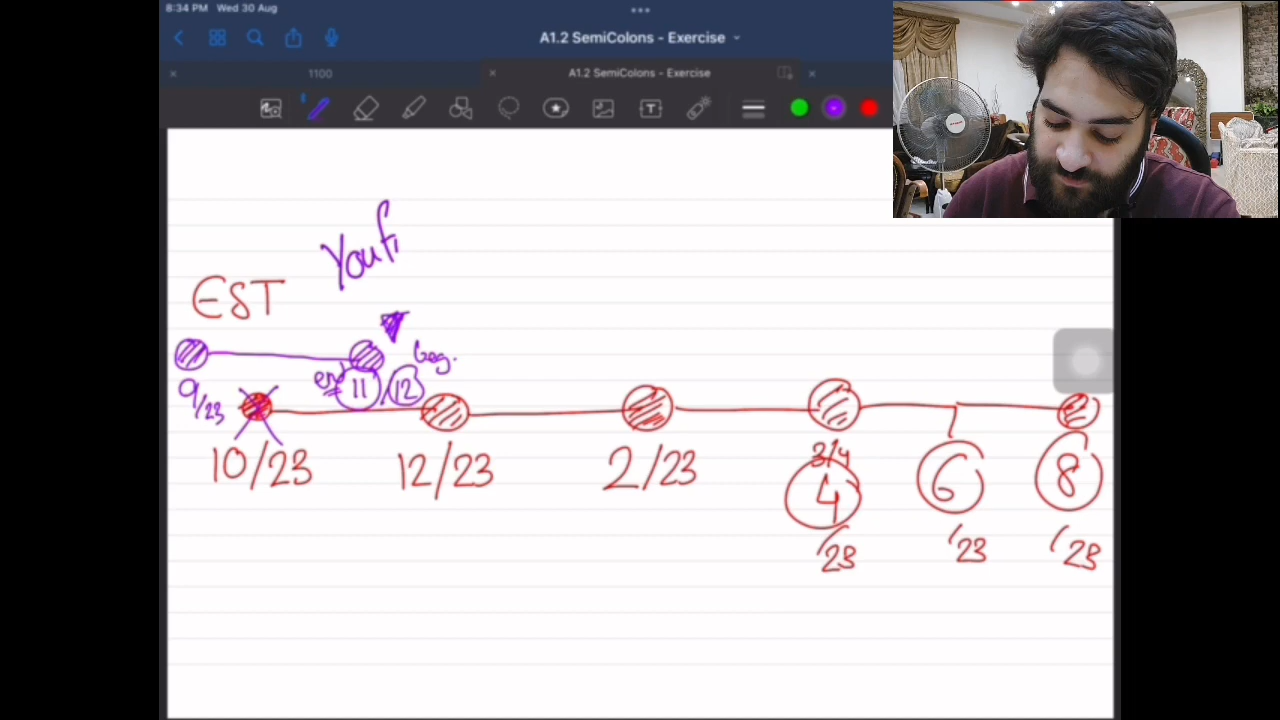 8:34 PM Wed 30 Aug
A1.2 SemiColons - Exercise
1100
A1.2 SemiColons - Exercise
T
EST
beg.
end 11, 12
9/23
10/23
12/23
2/23
3/4
4
/23
6
/23
8
/23